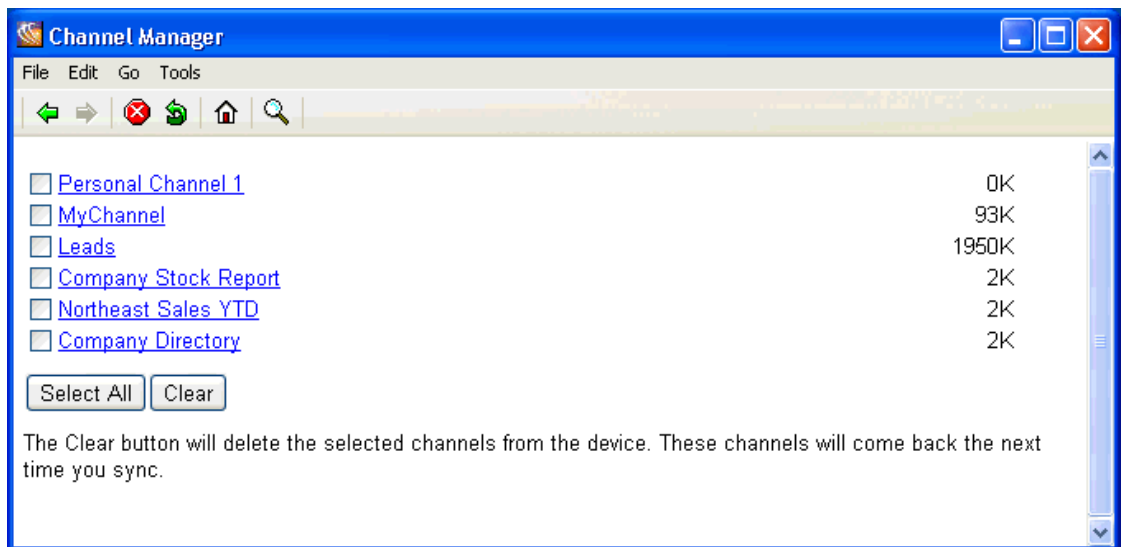 Channel Manager
File Edit Go Tools
Personal Channel 1 0K
MyChannel 93K
Leads 1950K
Company Stock Report 2K
Northeast Sales YTD 2K
Company Directory 2K
Select All Clear
The Clear button will delete the selected channels from the device. These channels will come back the next
time you sync.